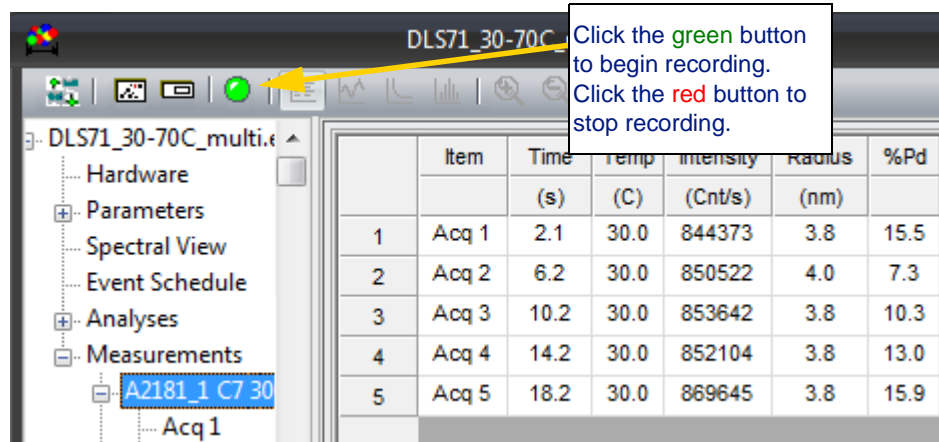 DLS71_30-70C_
Click the green button
to begin recording.
Click the red button to
stop recording.
DLS71_30-70C_multi.e
Hardware
Parameters
Spectral View
Event Schedule
Analyses
Measurements
A2181_1 C7 30
Acq 1
Item Time Temp Intensity Radius %Pd
(s) (C) (Cnt/s) (nm)
1 Acq 1 2.1 30.0 844373 3.8 15.5
2 Acq 2 6.2 30.0 850522 4.0 7.3
3 Acq 3 10.2 30.0 853642 3.8 10.3
4 Acq 4 14.2 30.0 852104 3.8 13.0
5 Acq 5 18.2 30.0 869645 3.8 15.9